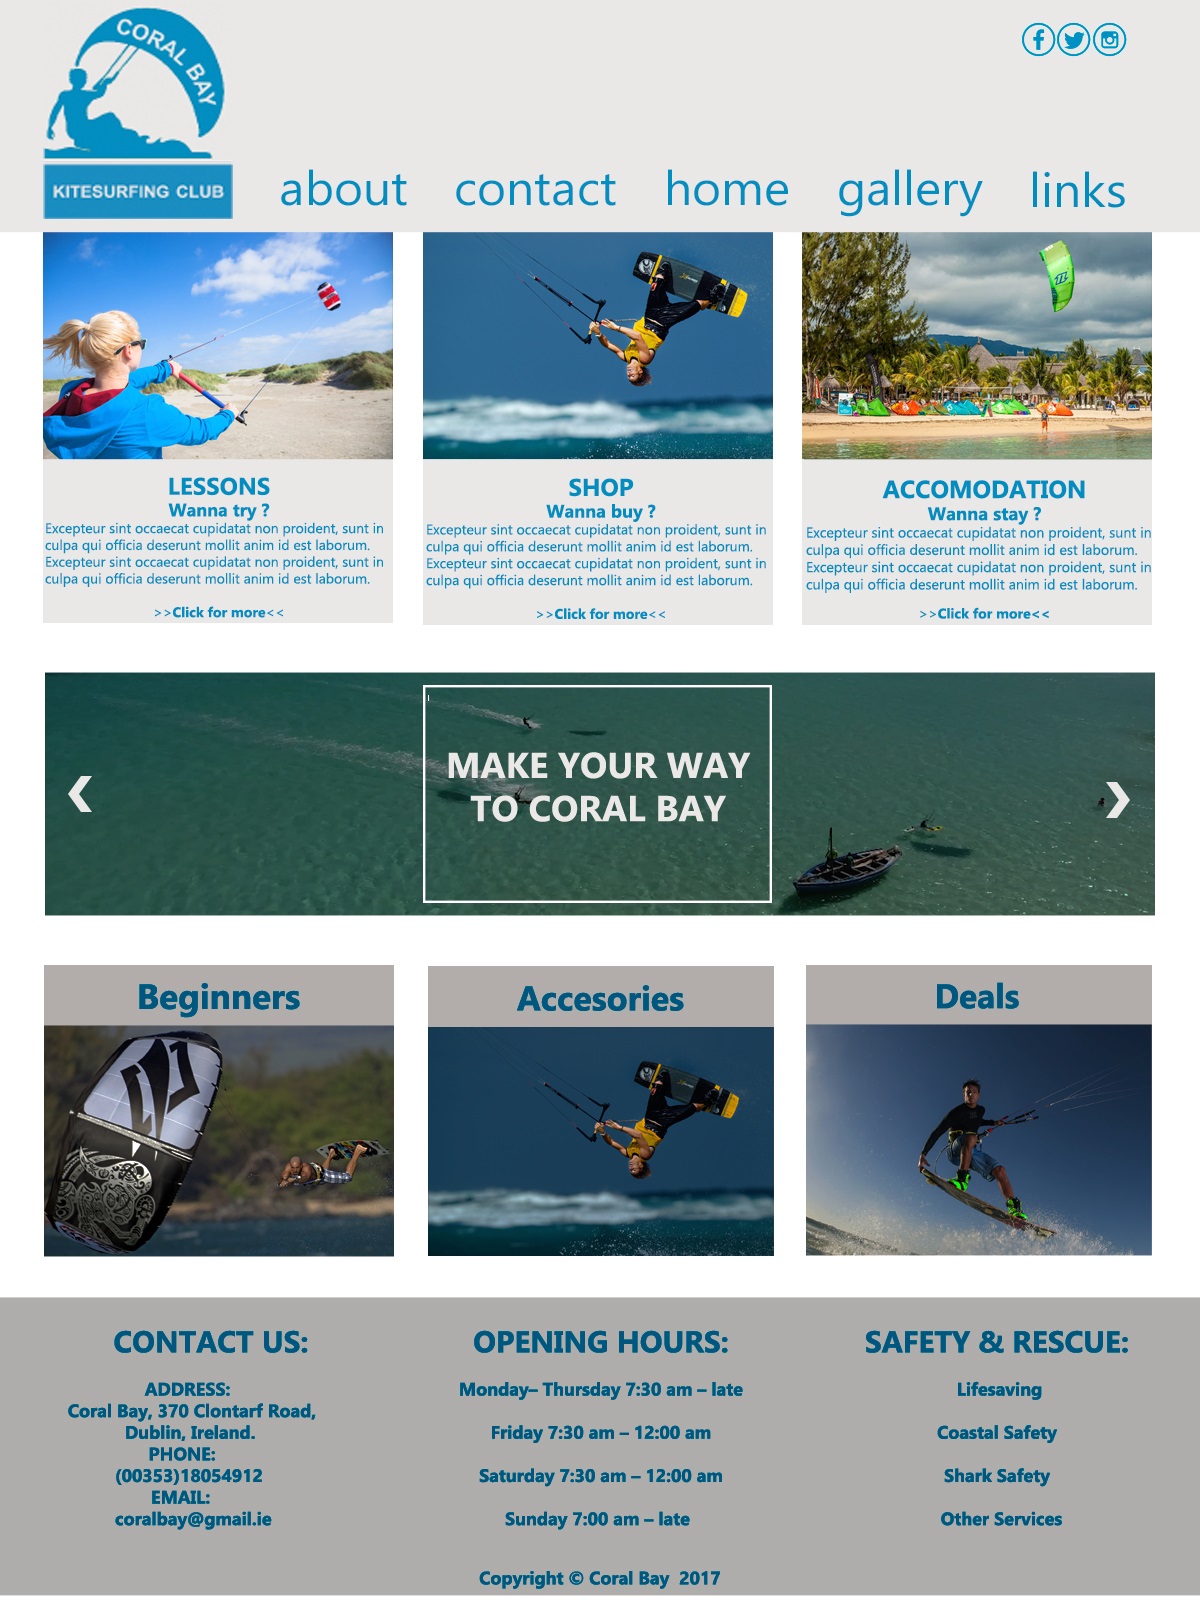 CORAL BAY
KITESURFING CLUB
about contact home gallery links
LESSONS
Wanna try ?
Excepteur sint occaecat cupidatat non proident, sunt in
culpa qui officia deserunt mollit anim id est laborum.
Excepteur sint occaecat cupidatat non proident, sunt in
culpa qui officia deserunt mollit anim id est laborum.
>>Click for more<<
SHOP
Wanna buy ?
Excepteur sint occaecat cupidatat non proident, sunt in
culpa qui officia deserunt mollit anim id est laborum.
Excepteur sint occaecat cupidatat non proident, sunt in
culpa qui officia deserunt mollit anim id est laborum.
>>Click for more<<
ACCOMODATION
Wanna stay ?
Excepteur sint occaecat cupidatat non proident, sunt in
culpa qui officia deserunt mollit anim id est laborum.
Excepteur sint occaecat cupidatat non proident, sunt in
culpa qui officia deserunt mollit anim id est laborum.
>>Click for more<<
MAKE YOUR WAY
TO CORAL BAY
Beginners
Accesories
Deals
CONTACT US:
ADDRESS:
Coral Bay, 370 Clontarf Road,
Dublin, Ireland.
PHONE:
(00353)18054912
EMAIL:
coralbay@gmail.ie
OPENING HOURS:
Monday– Thursday 7:30 am – late
Friday 7:30 am – 12:00 am
Saturday 7:30 am – 12:00 am
Sunday 7:00 am – late
SAFETY & RESCUE:
Lifesaving
Coastal Safety
Shark Safety
Other Services
Copyright © Coral Bay 2017